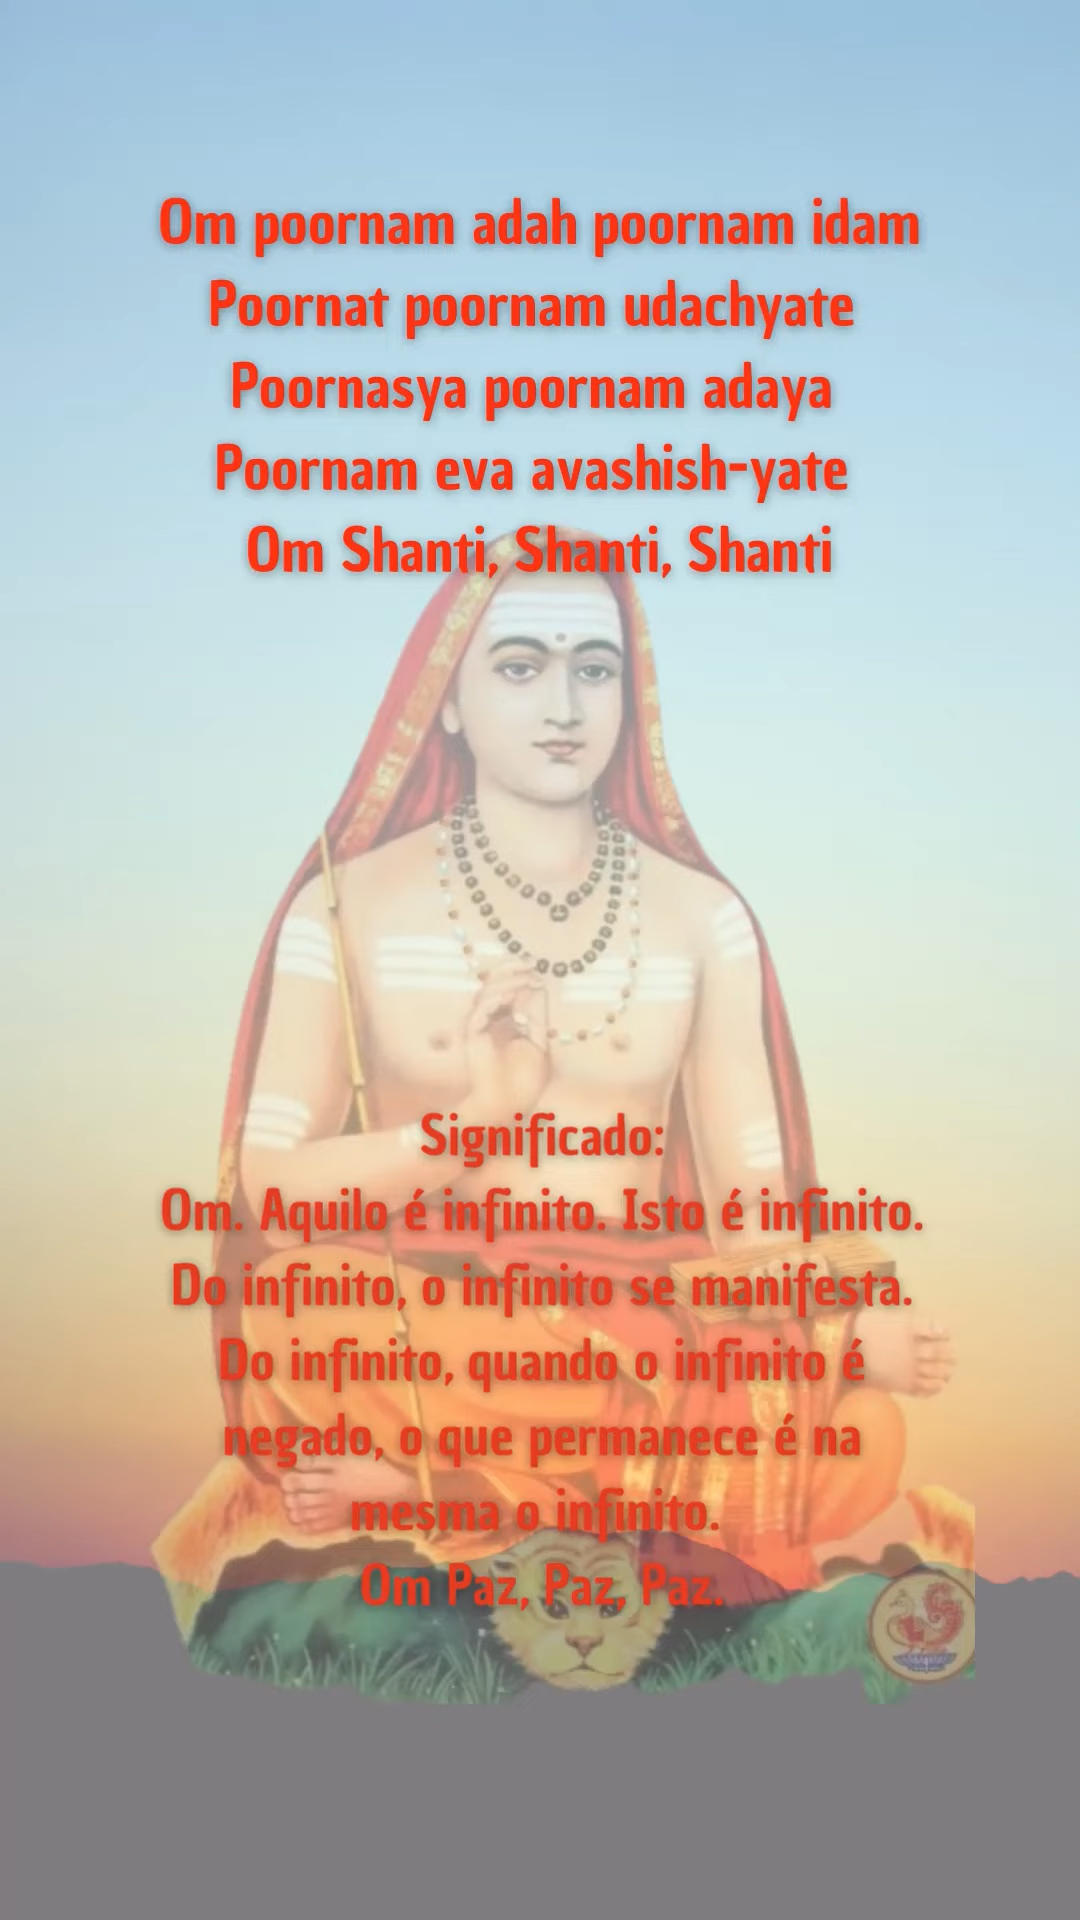 Om poornam adah poornam idam
Poornat poornam udachyate
Poornasya poornam adaya
Poornam eva avashish-yate
Om Shanti, Shanti, Shanti
Significado:
Om. Aquilo é infinito. Isto é infinito.
Do infinito, o infinito se manifesta.
Do infinito, quando o infinito é
negado, o que permanece é na
mesma o infinito.
Om Paz, Paz, Paz.